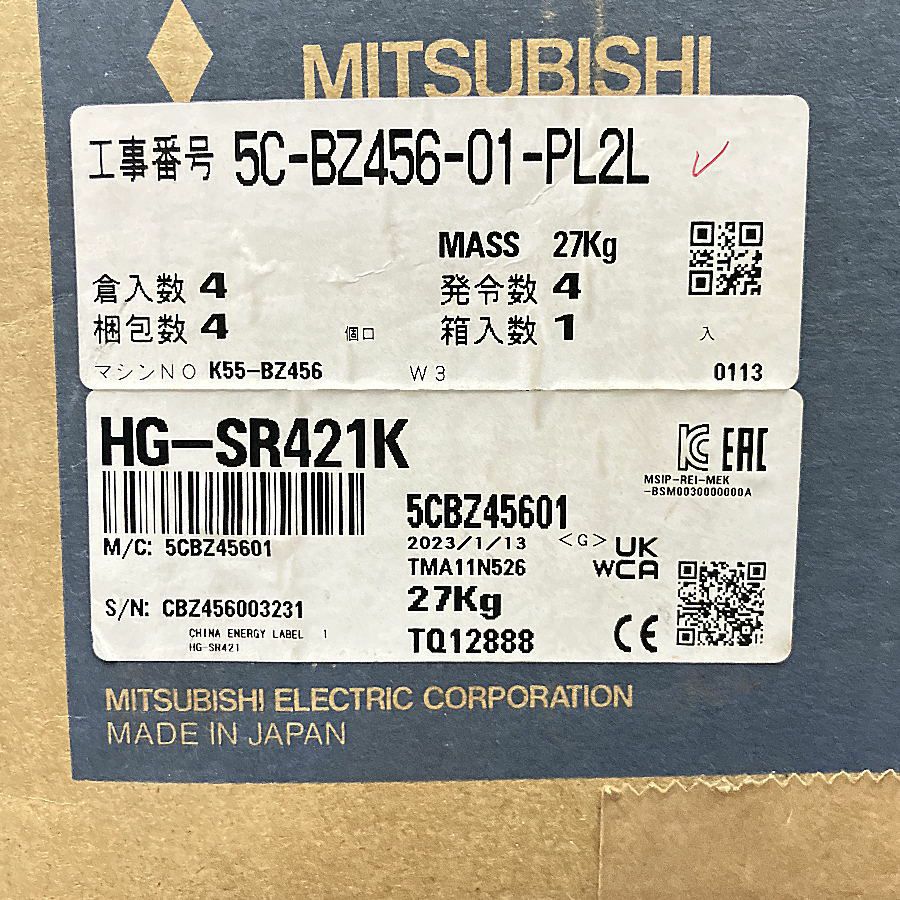 MITSUBISHI
工事番号 5C-BZ456-01-PL2L
MASS 27Kg
倉入数 4 発令数 4
梱包数 4 個口 箱入数 1 入
マシンNO K55-BZ456 W3 0113
HG-SR421K
KC EAC
MSIP-REI-MEK
-BSM0030000000A
5CBZ45601
M/C: 5CBZ45601
2023/1/13 <G>
UK
CA
TMA11N526
S/N: CBZ456003231
27Kg
CHINA ENERGY LABEL 1
HG-SR421
TQ12888
CE
MITSUBISHI ELECTRIC CORPORATION
MADE IN JAPAN